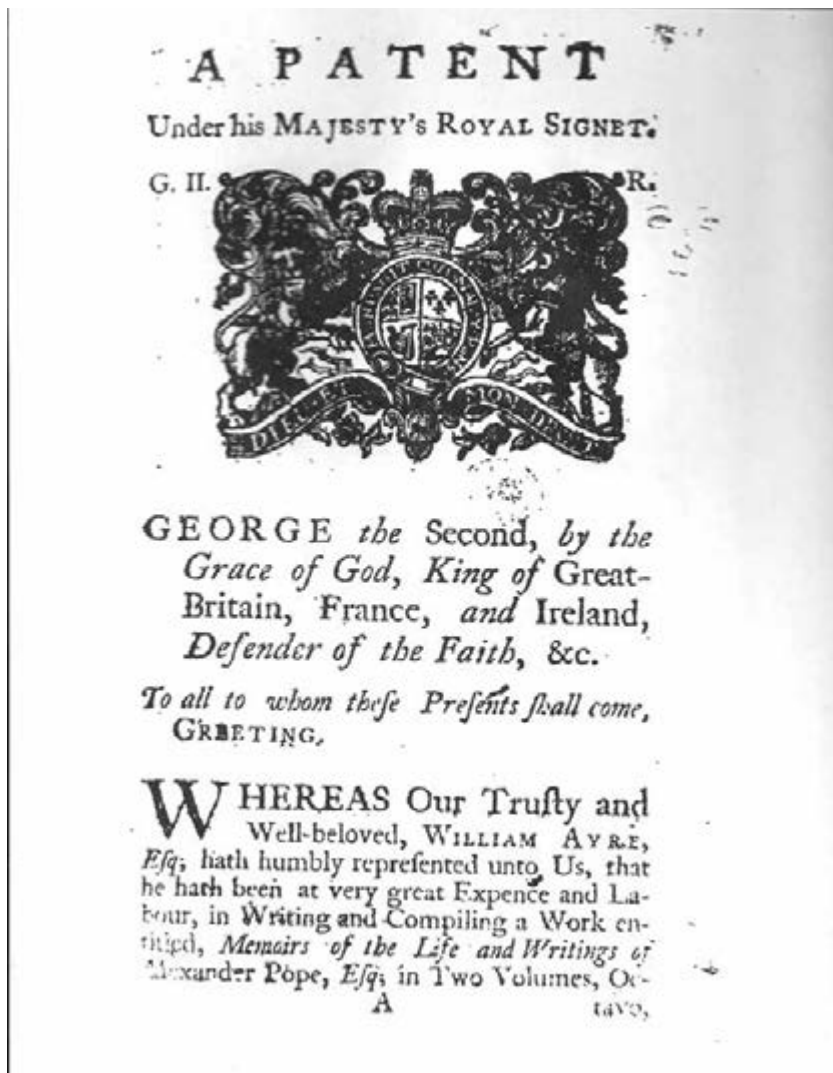 A PATENT
Under his MAJESTY's ROYAL SIGNET.
G. II. R.
GEORGE the Second, by the
Grace of God, King of Great-
Britain, France, and Ireland,
Defender of the Faith, &c.
To all to whom theſe Preſents ſhall come,
GREETING.
WHEREAS Our Truſty and
Well-beloved, WILLIAM AYRE,
Eſq; hath humbly repreſented unto Us, that
he hath been at very great Expence and La-
bour, in Writing and Compiling a Work en-
titled, Memoirs of the Life and Writings of
Alexander Pope, Eſq; in Two Volumes, Oc-
A tavo,